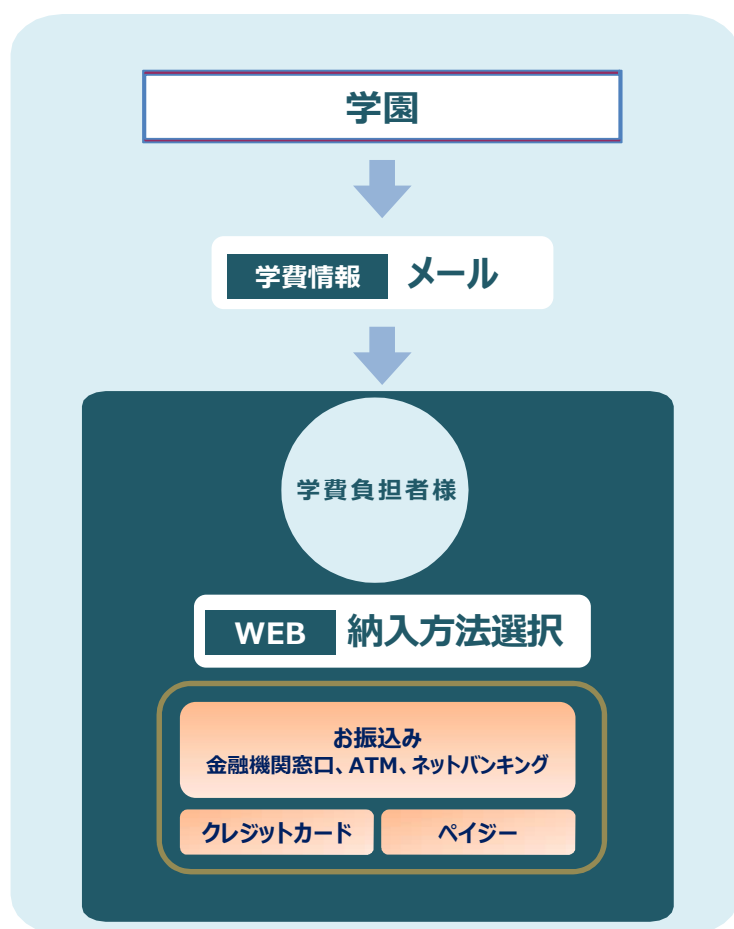 学園
学費情報 メール
学費負担者様
WEB 納入方法選択
お振込み
金融機関窓口、ATM、ネットバンキング
クレジットカード ペイジー